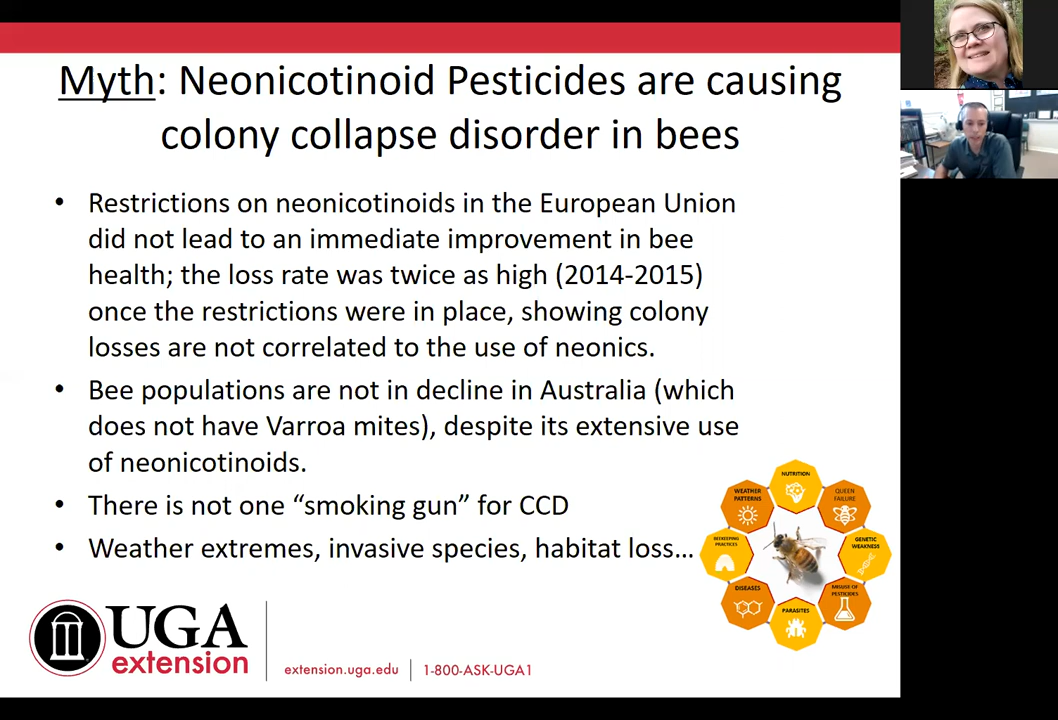 Myth: Neonicotinoid Pesticides are causing
colony collapse disorder in bees
• Restrictions on neonicotinoids in the European Union
did not lead to an immediate improvement in bee
health; the loss rate was twice as high (2014-2015)
once the restrictions were in place, showing colony
losses are not correlated to the use of neonics.
• Bee populations are not in decline in Australia (which
does not have Varroa mites), despite its extensive use
of neonicotinoids.
• There is not one “smoking gun” for CCD
• Weather extremes, invasive species, habitat loss…
NUTRITION
WEATHER
PATTERNS
QUEEN
FAILURE
BEEKEEPING
PRACTICES
GENETIC
WEAKNESS
DISEASES
MISUSE OF
PESTICIDES
PARASITES
UGA
extension
extension.uga.edu
1-800-ASK-UGA1